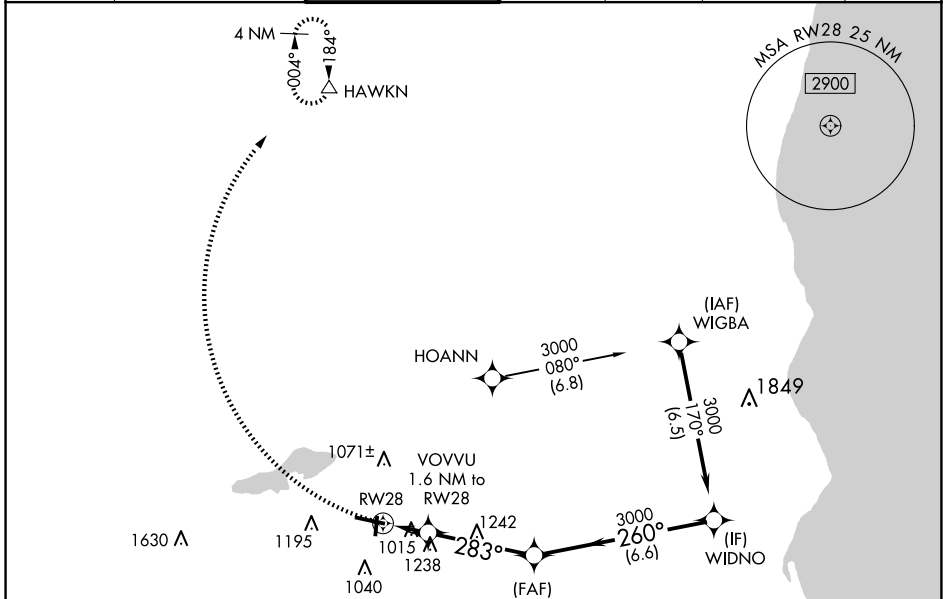 4 NM
004°
184°
HAWKN
MSA RW28 25 NM
2900
(IAF)
WIGBA
HOANN
3000
080°
(6.8)
1849
3000
170°
(6.5)
1071±
VOVVU
1.6 NM to
RW28
RW28
1242
3000
260°
(6.6)
(IF)
WIDNO
1630
1195
1015
283°
1238
1040
(FAF)